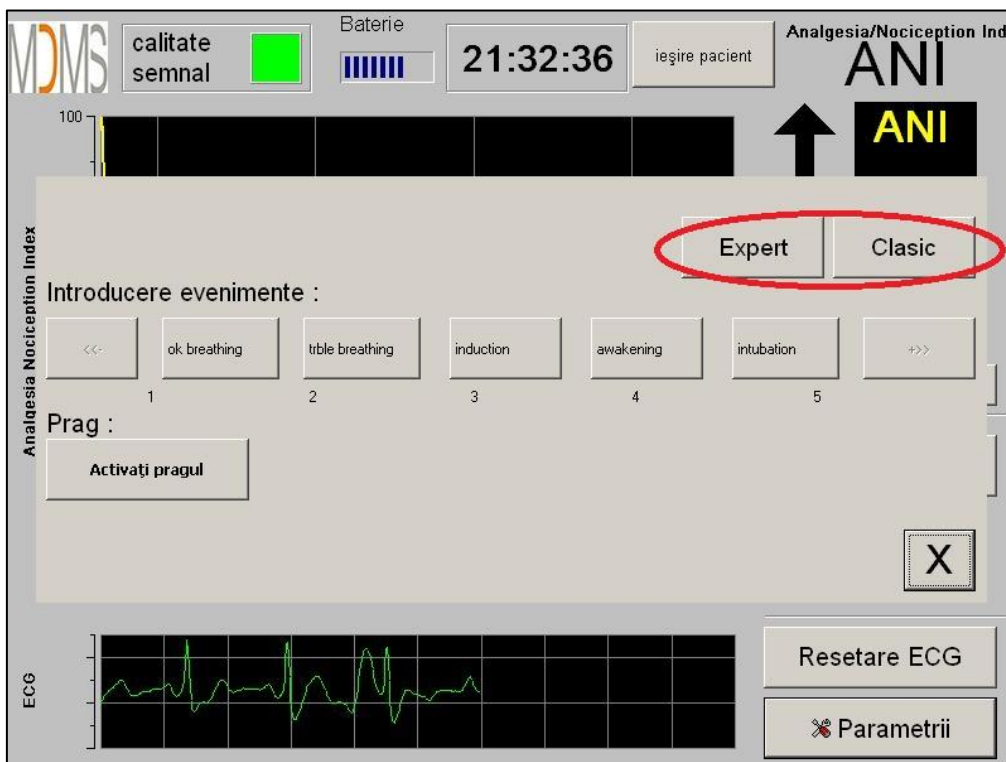 MDMS
calitate
semnal
Baterie
21:32:36
ieşire pacient
Analgesia/Nociception Ind
ANI
ANI
100
Analgesia Nociception Index
Expert
Clasic
Introducere evenimente :
<<-
ok breathing
trble breathing
induction
awakening
intubation
+>>
1
2
3
4
5
Prag :
Activaţi pragul
X
ECG
Resetare ECG
Parametrii